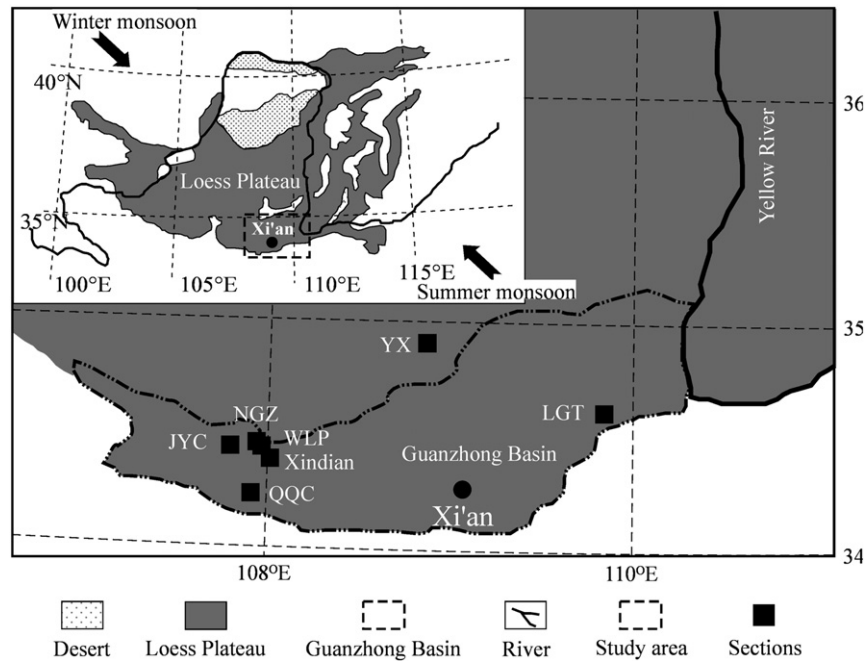 Winter monsoon
40°N
Loess Plateau
35°N
Xi'an
100°E
105°E
110°E
115°E
Summer monsoon
36
Yellow River
35
YX
NGZ
JYC
WLP
LGT
Xindian
Guanzhong Basin
QQC
Xi'an
34
108°E
110°E
Desert
Loess Plateau
Guanzhong Basin
River
Study area
Sections